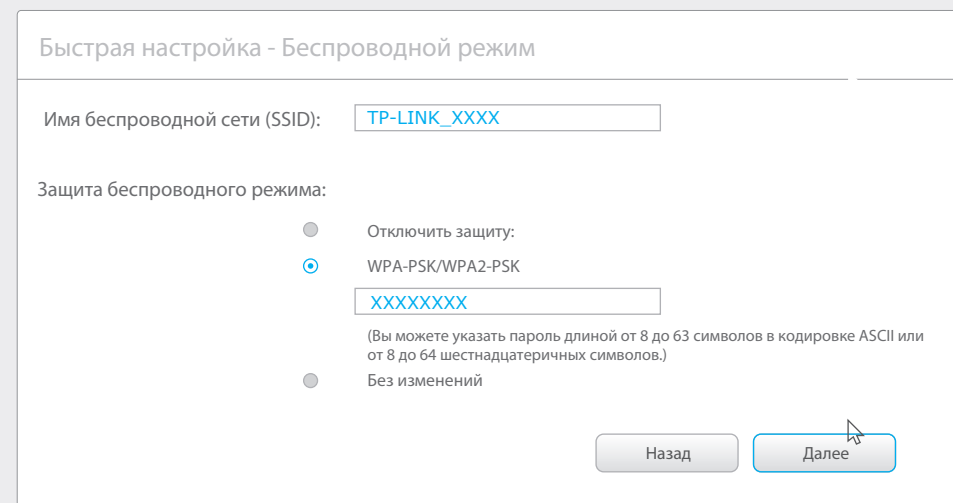 Быстрая настройка - Беспроводной режим
Имя беспроводной сети (SSID):
TP-LINK_XXXX
Защита беспроводного режима:
Отключить защиту:
WPA-PSK/WPA2-PSK
XXXXXXXX
(Вы можете указать пароль длиной от 8 до 63 символов в кодировке ASCII или
от 8 до 64 шестнадцатеричных символов.)
Без изменений
Назад
Далее